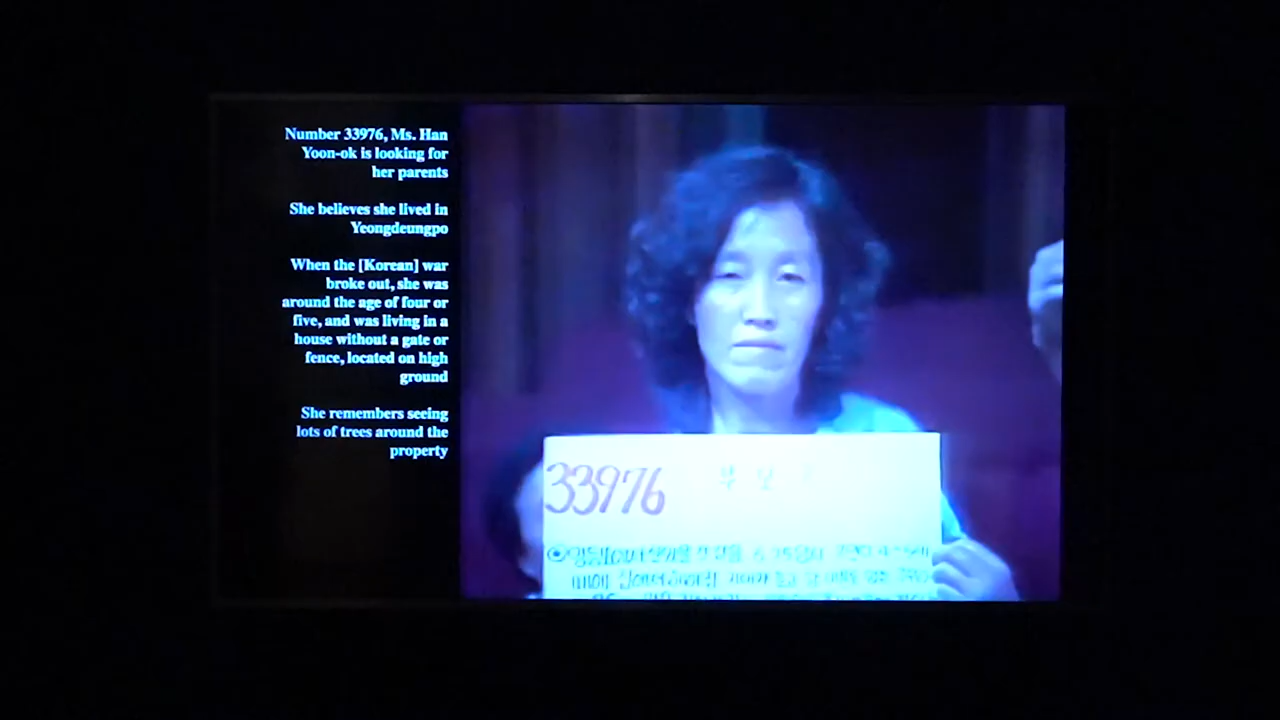 Number 33976, Ms. Han
Yoon-ok is looking for
her parents
She believes she lived in
Yeongdeungpo
When the [Korean] war
broke out, she was
around the age of four or
five, and was living in a
house without a gate or
fence, located on high
ground
She remembers seeing
lots of trees around the
property
33976
부모